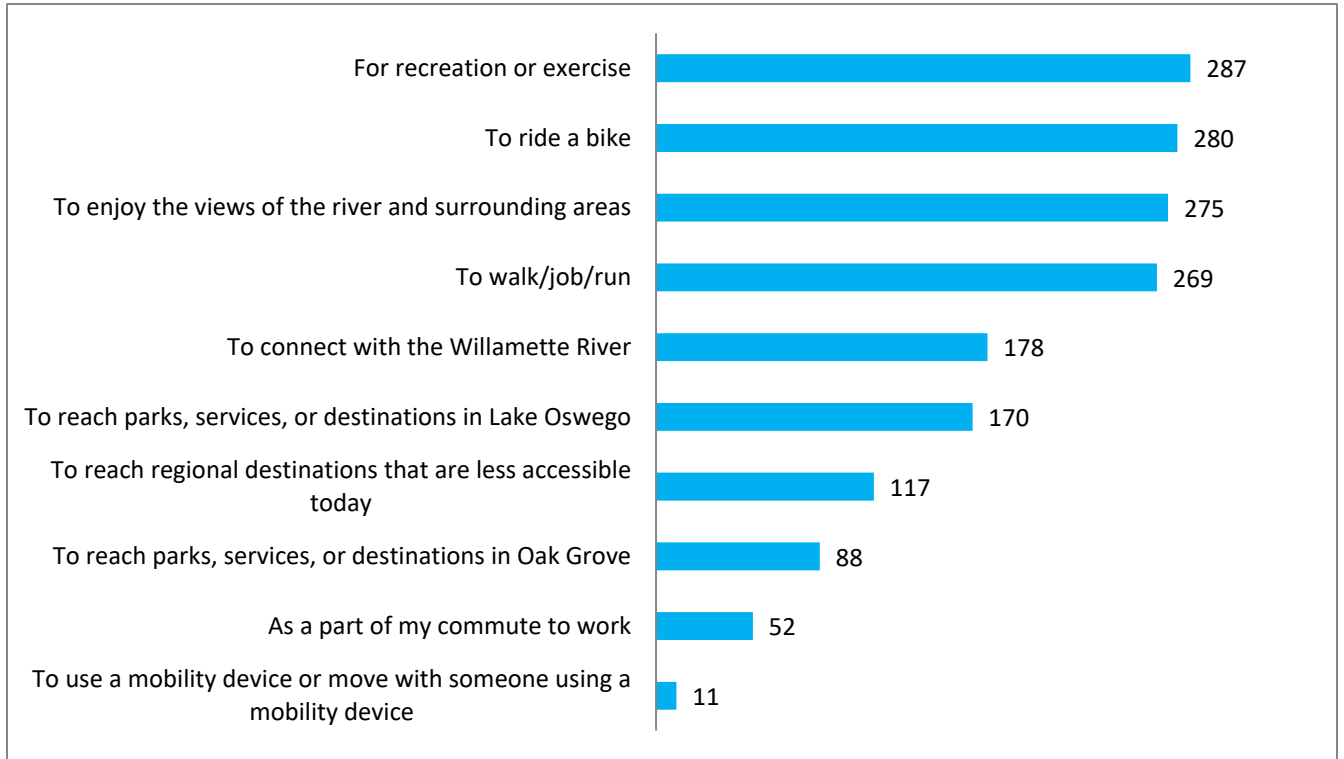 For recreation or exercise 287
To ride a bike 280
To enjoy the views of the river and surrounding areas 275
To walk/job/run 269
To connect with the Willamette River 178
To reach parks, services, or destinations in Lake Oswego 170
To reach regional destinations that are less accessible
today 117
To reach parks, services, or destinations in Oak Grove 88
As a part of my commute to work 52
To use a mobility device or move with someone using a
mobility device 11